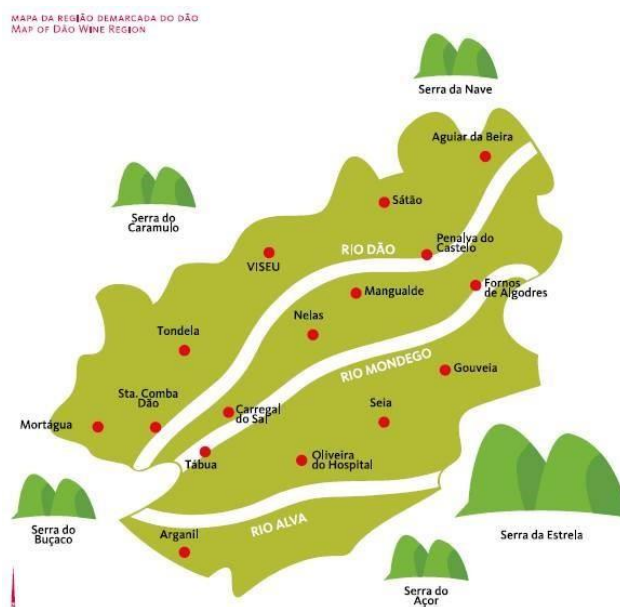 MAPA DA REGIÃO DEMARCADA DO DÃO
MAP OF DÃO WINE REGION
Serra da Nave
Aguiar da Beira
Serra do
Caramulo
Sátão
Penalva do
Castelo
RIO DÃO
VISEU
Mangualde
Fornos
de Algodres
Nelas
Tondela
RIO MONDEGO
Gouveia
Sta. Comba
Dão
Carregal
do Sal
Seia
Mortágua
Tábua
Oliveira
do Hospital
Serra do
Buçaco
RIO ALVA
Serra da Estrela
Arganil
Serra do
Açor